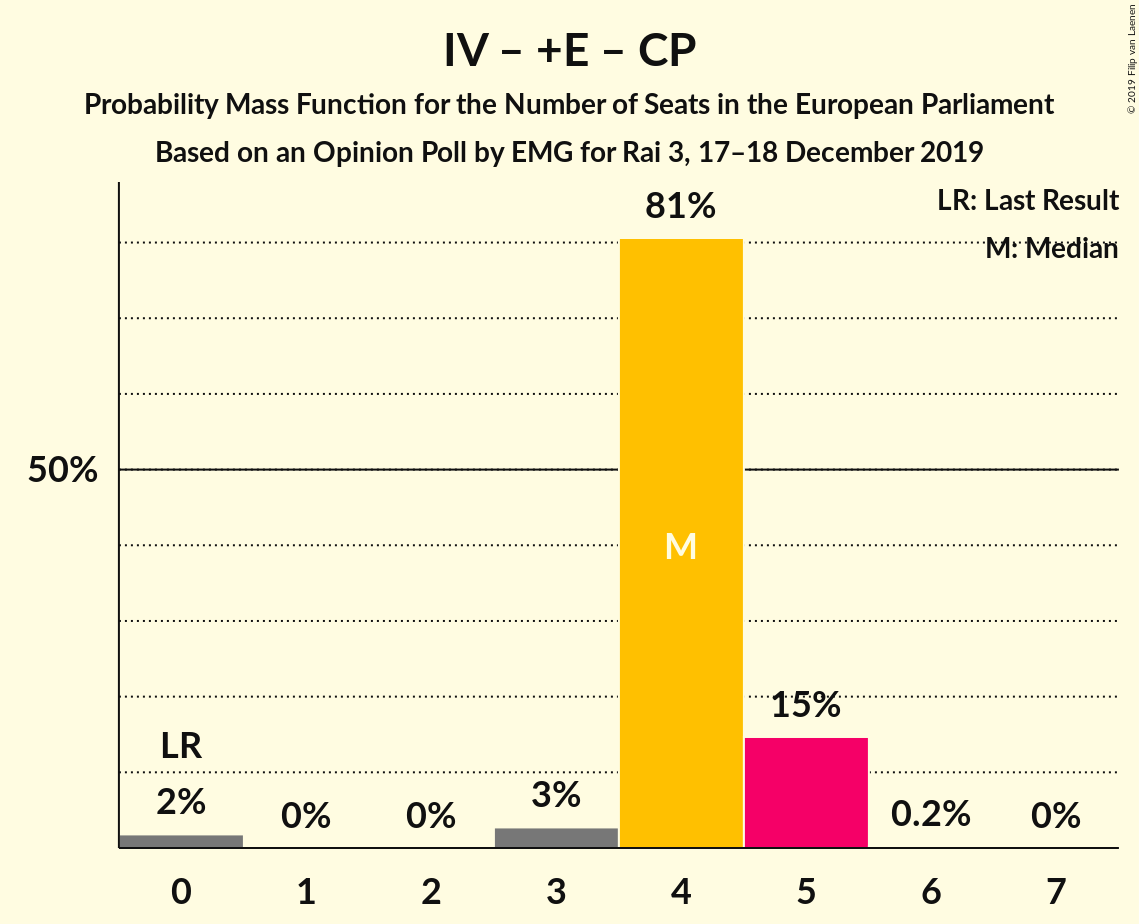 IV – +E – CP
Probability Mass Function for the Number of Seats in the European Parliament
Based on an Opinion Poll by EMG for Rai 3, 17–18 December 2019
© 2019 Filip van Laenen
LR: Last Result
M: Median
81%
50%
M
15%
LR
2%
0%
0%
3%
0.2%
0%
0 1 2 3 4 5 6 7